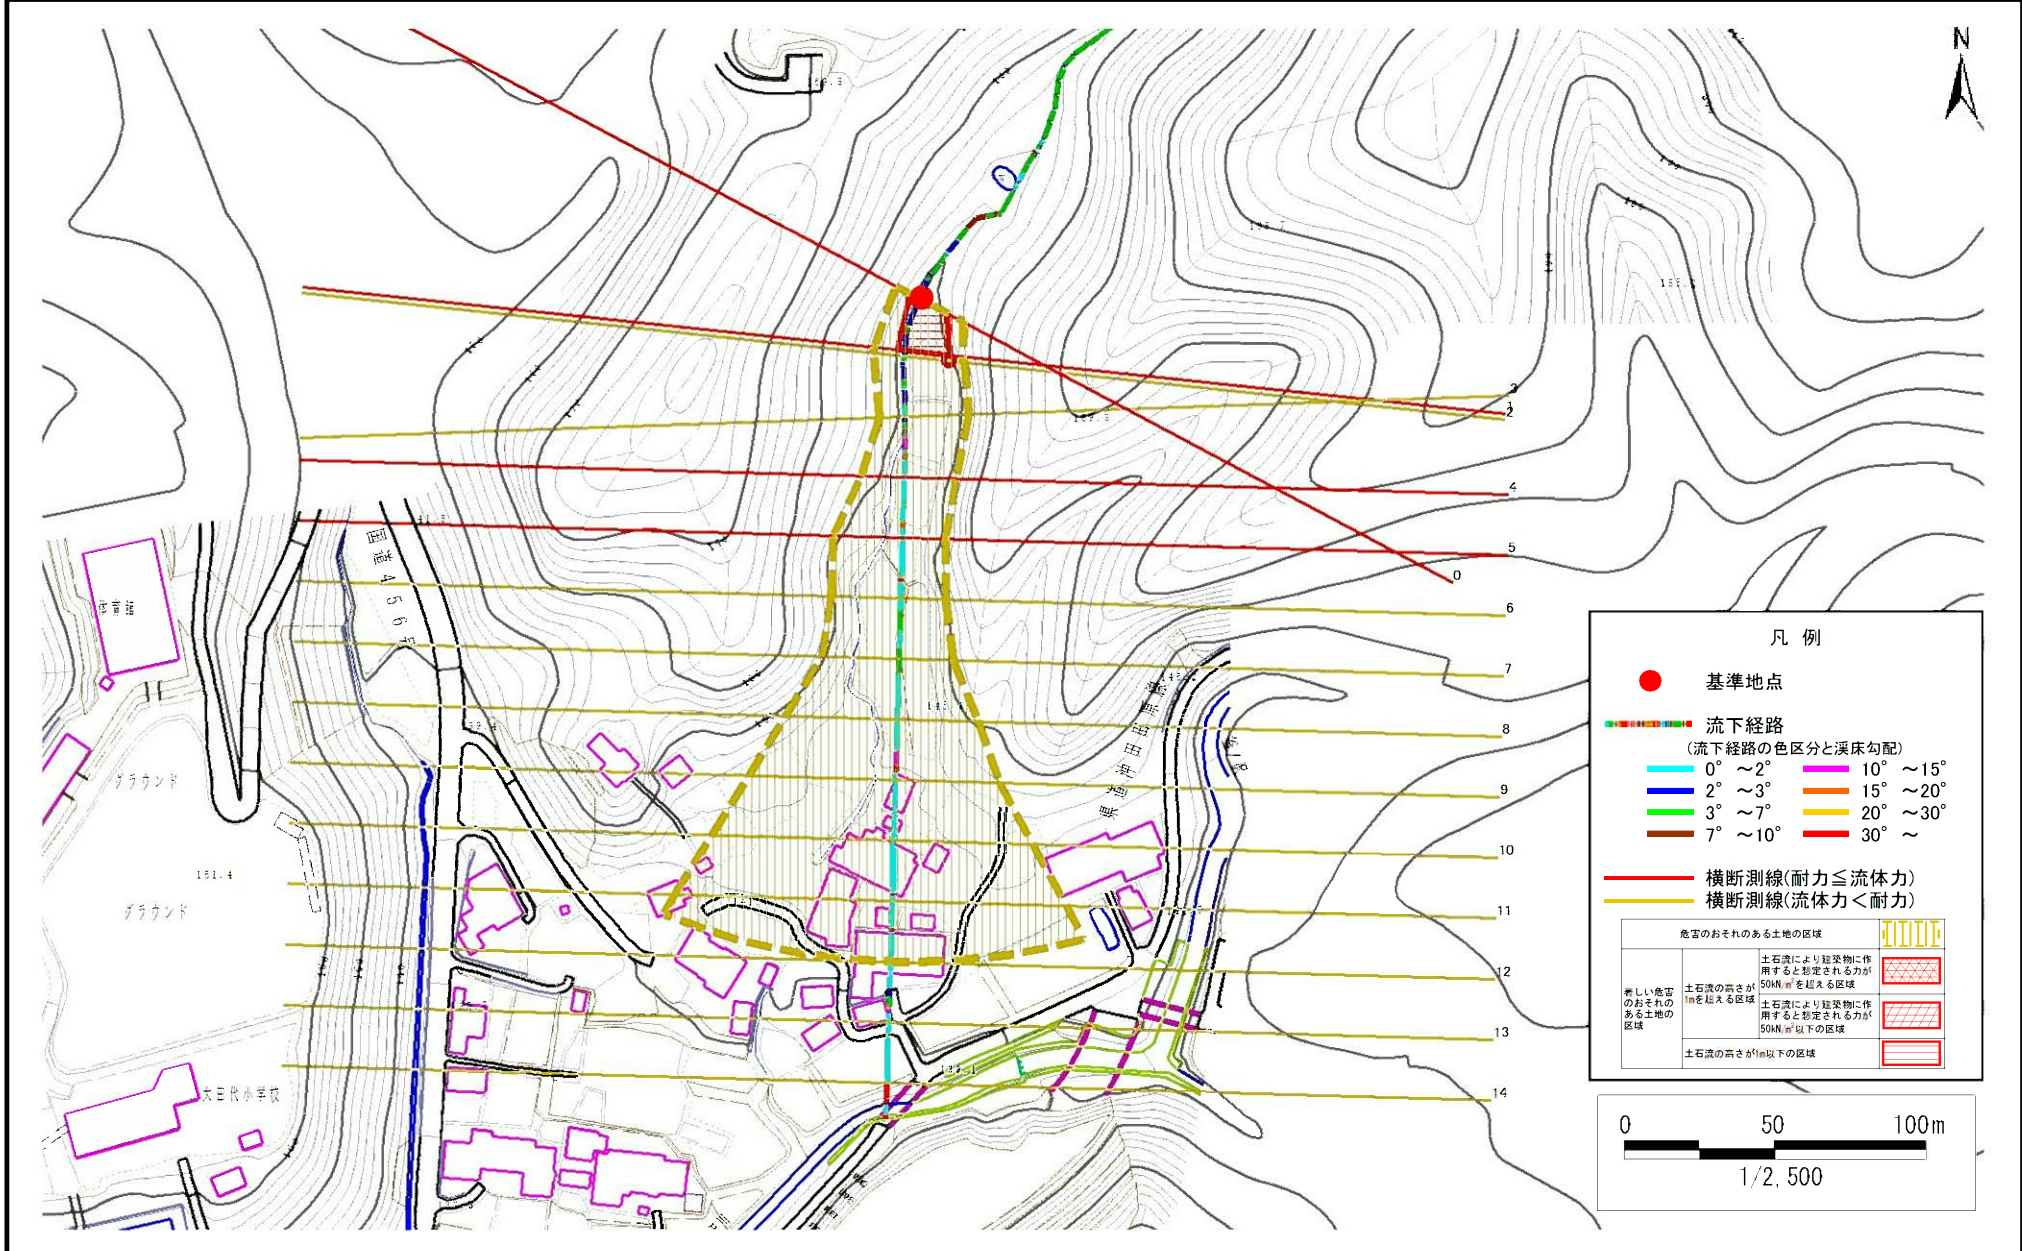 N
3
2
4
5
0
6
7
8
9
10
11
12
13
14
国道456号
グラウンド
151.4
グラウンド
大田代小学校
凡 例
基準地点
流下経路
(流下経路の色区分と渓床勾配)
0° ～2° 10° ～15°
2° ～3° 15° ～20°
3° ～7° 20° ～30°
7° ～10° 30° ～
横断測線(耐力≦流体力)
横断測線(流体力＜耐力)
危害のおそれのある土地の区域
著しい危害
のおそれの
ある土地の
区域
土石流の高さが
1mを超える区域
土石流により建築物に作
用すると想定される力が
50kN/㎡を超える区域
土石流により建築物に作
用すると想定される力が
50kN/㎡以下の区域
土石流の高さが1m以下の区域
0 50 100m
1/2,500